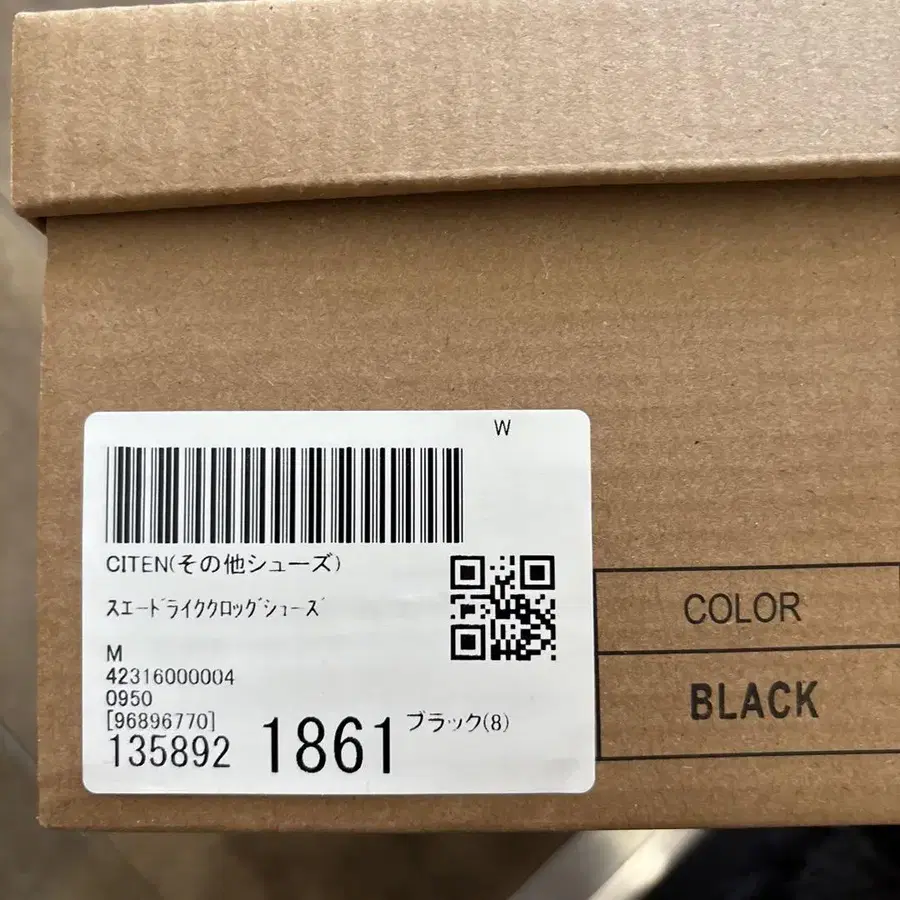 W
CITEN(その他シューズ)
ｽｴｰﾄﾞﾗｲｸｸﾛｯｸﾞｼｭｰｽﾞ
M
42316000004
0950
[96896770]
135892 1861 ブラック(8)
COLOR
BLACK